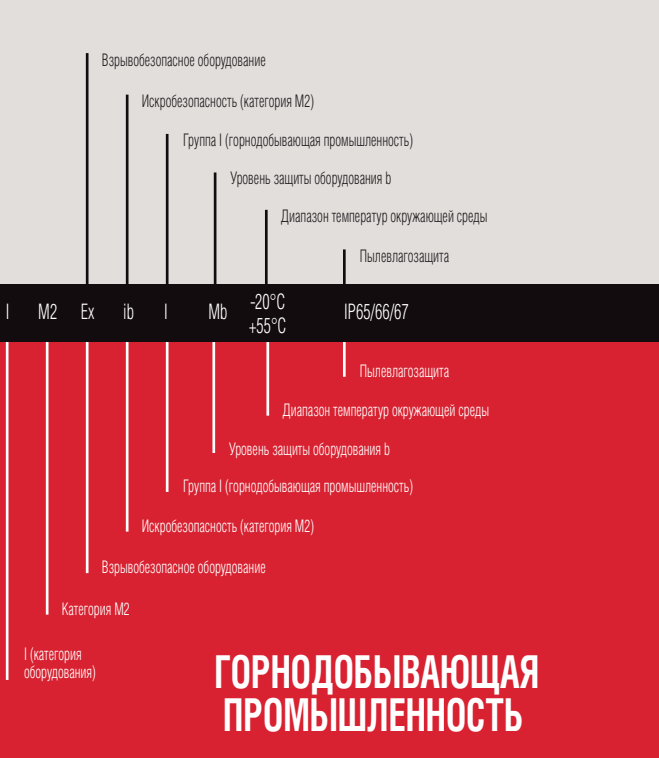 Взрывобезопасное оборудование
Искробезопасность (категория М2)
Группа I (горнодобывающая промышленность)
Уровень защиты оборудования b
Диапазон температур окружающей среды
Пылевлагозащита
I M2 Ex ib I Mb -20°C IP65/66/67
+55°C
Пылевлагозащита
Диапазон температур окружающей среды
Уровень защиты оборудования b
Группа I (горнодобывающая промышленность)
Искробезопасность (категория М2)
Взрывобезопасное оборудование
Категория М2
I (категория
оборудования)
ГОРНОДОБЫВАЮЩАЯ
ПРОМЫШЛЕННОСТЬ